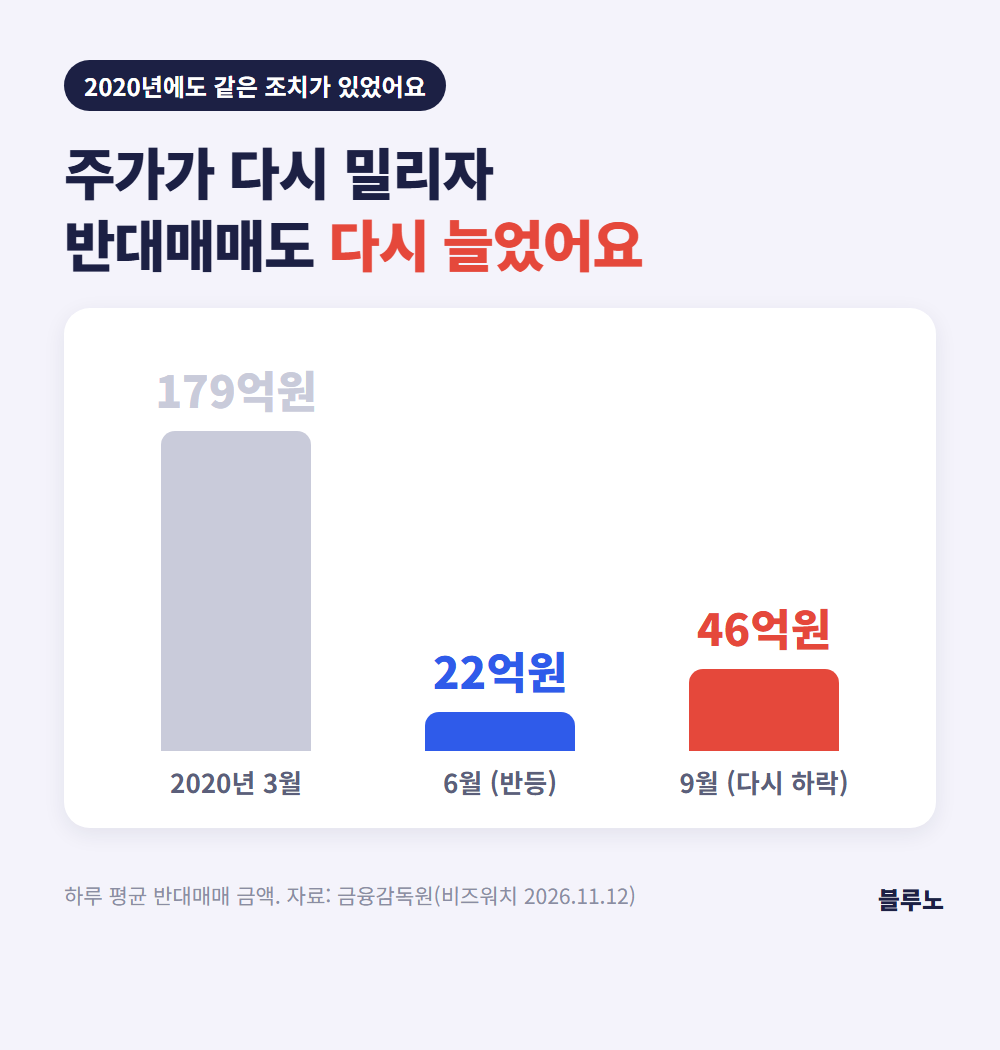 2020년에도 같은 조치가 있었어요
주가가 다시 밀리자
반대매매도 다시 늘었어요
179억원
22억원
46억원
2020년 3월
6월 (반등)
9월 (다시 하락)
하루 평균 반대매매 금액. 자료: 금융감독원(비즈워치 2026.11.12)
블루노